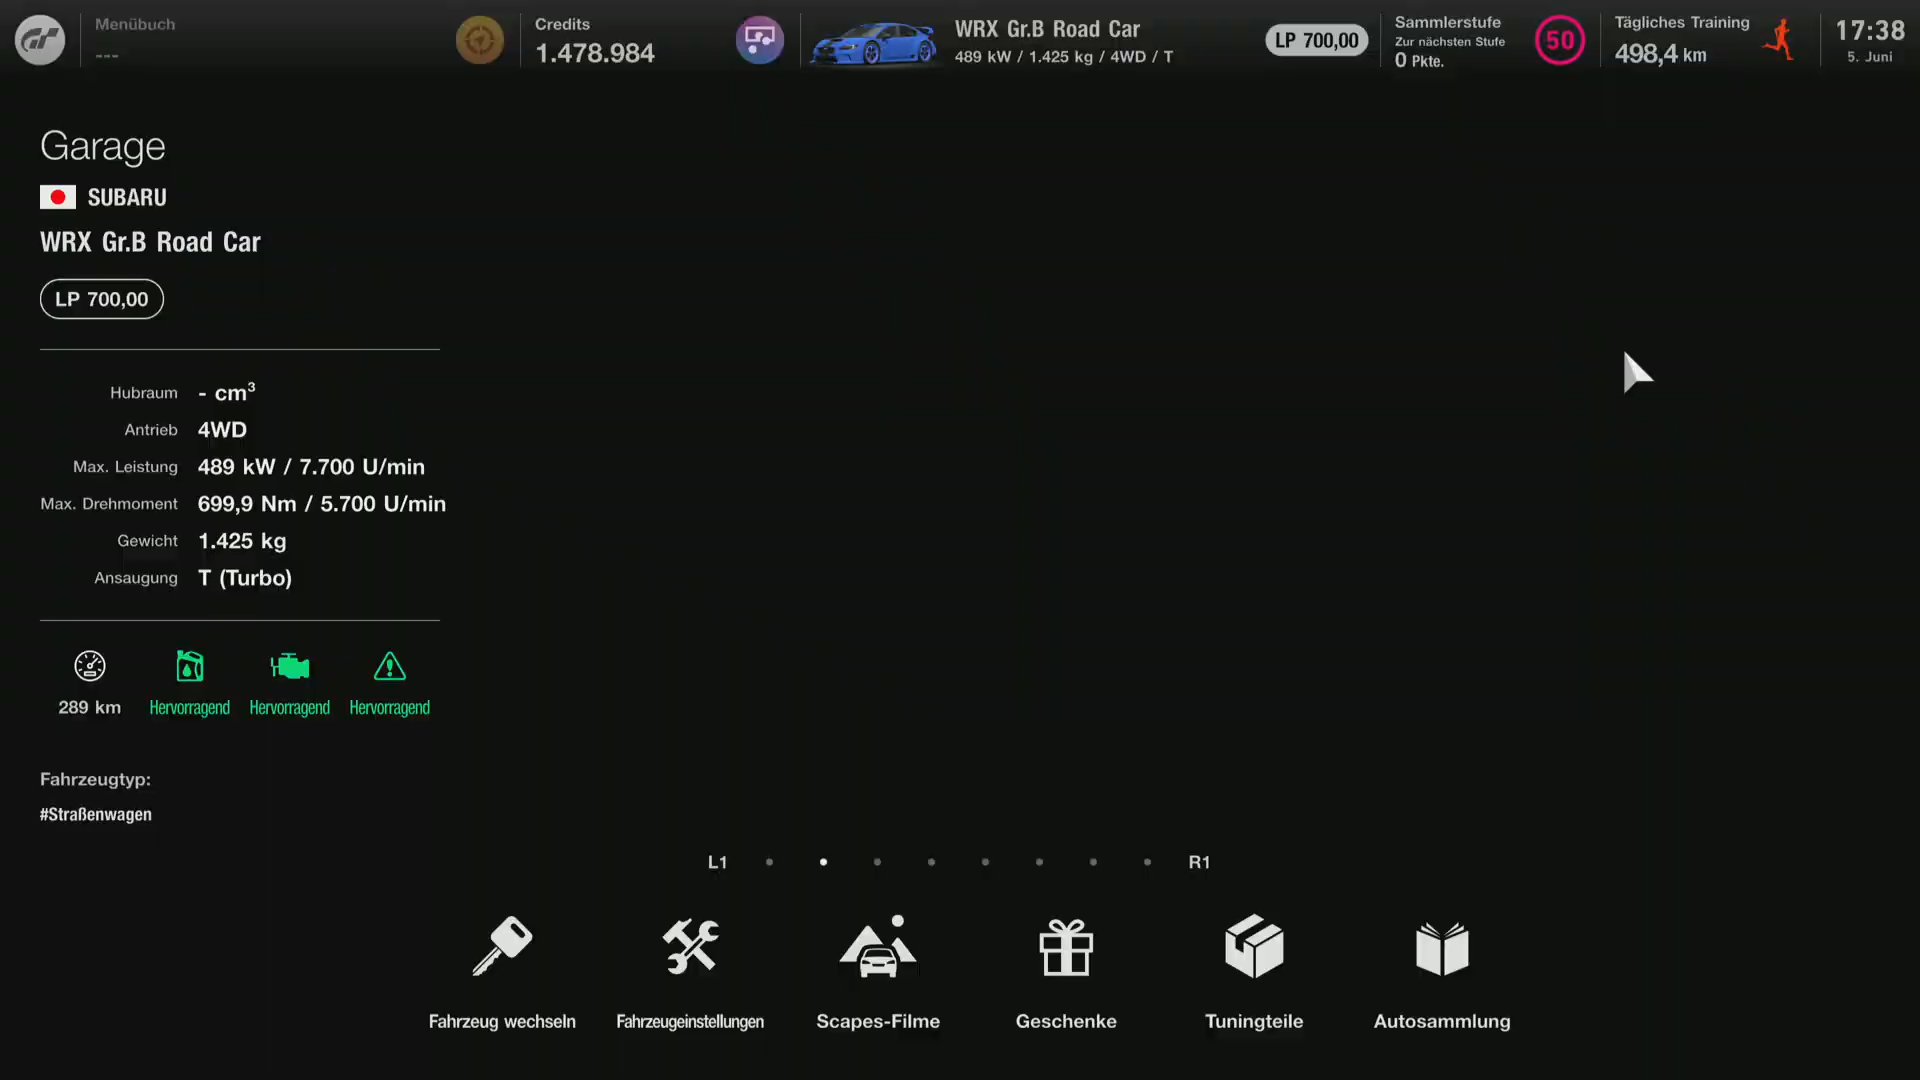 Menübuch
---
Credits
1.478.984
WRX Gr.B Road Car
489 kW / 1.425 kg / 4WD / T
LP 700,00
Sammlerstufe
Zur nächsten Stufe
0 Pkte.
50
Tägliches Training
498,4 km
17:38
5. Juni
Garage
SUBARU
WRX Gr.B Road Car
LP 700,00
Hubraum - cm³
Antrieb 4WD
Max. Leistung 489 kW / 7.700 U/min
Max. Drehmoment 699,9 Nm / 5.700 U/min
Gewicht 1.425 kg
Ansaugung T (Turbo)
289 km Hervorragend Hervorragend Hervorragend
Fahrzeugtyp:
#Straßenwagen
L1 R1
Fahrzeug wechseln Fahrzeugeinstellungen Scapes-Filme Geschenke Tuningteile Autosammlung